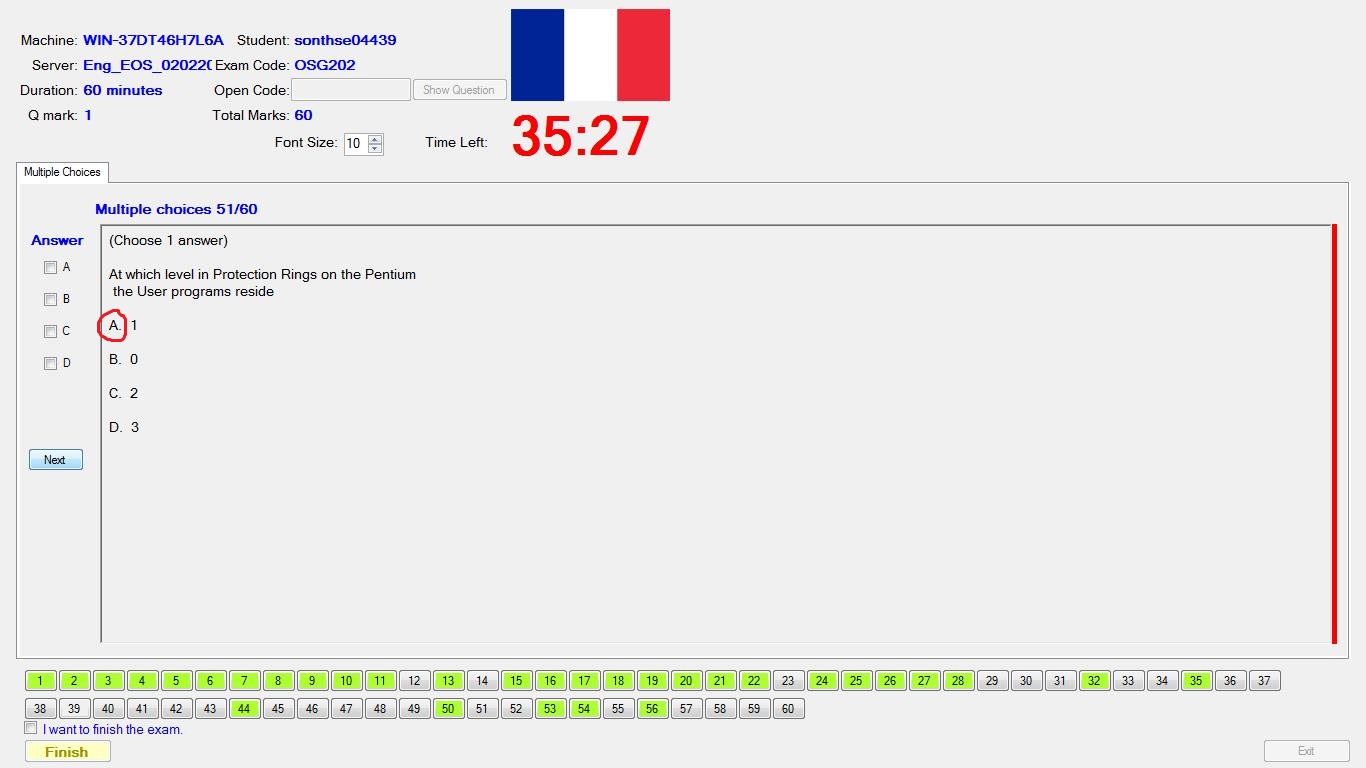 Machine: WIN-37DT46H7L6A Student: sonthse04439
Server: Eng_EOS_020220 Exam Code: OSG202
Duration: 60 minutes Open Code: Show Question
Q mark: 1 Total Marks: 60
Font Size: 10 Time Left: 35:27
Multiple Choices
Multiple choices 51/60
Answer
(Choose 1 answer)
A
At which level in Protection Rings on the Pentium
the User programs reside
B
A. 1
C
B. 0
D
C. 2
D. 3
Next
1 2 3 4 5 6 7 8 9 10 11 12 13 14 15 16 17 18 19 20 21 22 23 24 25 26 27 28 29 30 31 32 33 34 35 36 37
38 39 40 41 42 43 44 45 46 47 48 49 50 51 52 53 54 55 56 57 58 59 60
I want to finish the exam.
Finish Exit